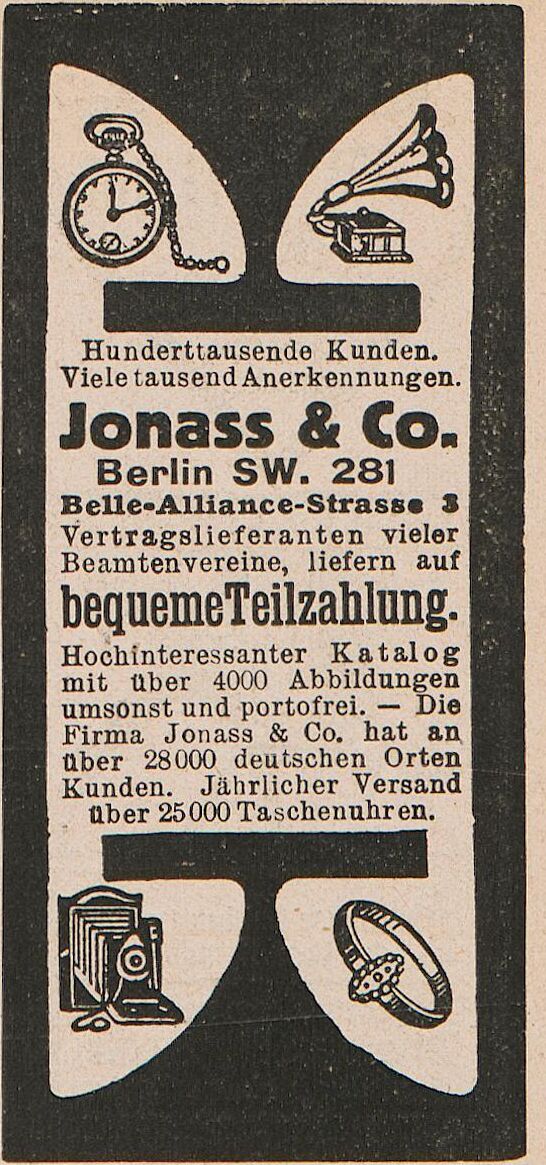 Hunderttausende Kunden.
Viele tausend Anerkennungen.
Jonass & Co.
Berlin SW. 281
Belle-Alliance-Strasse 3
Vertragslieferanten vieler
Beamtenvereine, liefern auf
bequeme Teilzahlung.
Hochinteressanter Katalog
mit über 4000 Abbildungen
umsonst und portofrei. — Die
Firma Jonass & Co. hat an
über 28000 deutschen Orten
Kunden. Jährlicher Versand
über 25000 Taschenuhren.